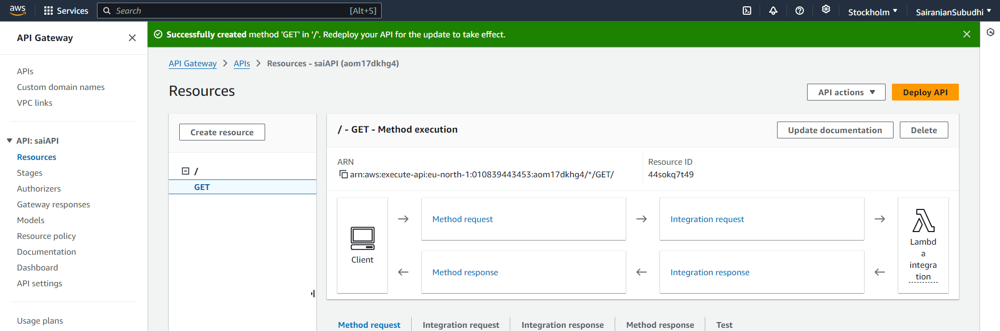 aws
Services
Search
[Alt+S]
Stockholm
SairanjanSubudhi
API Gateway
Successfully created method 'GET' in '/'. Redeploy your API for the update to take effect.
APIs
Custom domain names
VPC links
API: saiAPI
Resources
Stages
Authorizers
Gateway responses
Models
Resource policy
Documentation
Dashboard
API settings
Usage plans
API Gateway > APIs > Resources - saiAPI (aom17dkhg4)
Resources
API actions
Deploy API
Create resource
/
GET
/ - GET - Method execution
Update documentation
Delete
ARN
arn:aws:execute-api:eu-north-1:010839443453:aom17dkhg4/*/GET/
Resource ID
44sokq7t49
Client
Method request
Integration request
Method response
Integration response
Lambd
a
integra
tion
Method request
Integration request
Integration response
Method response
Test